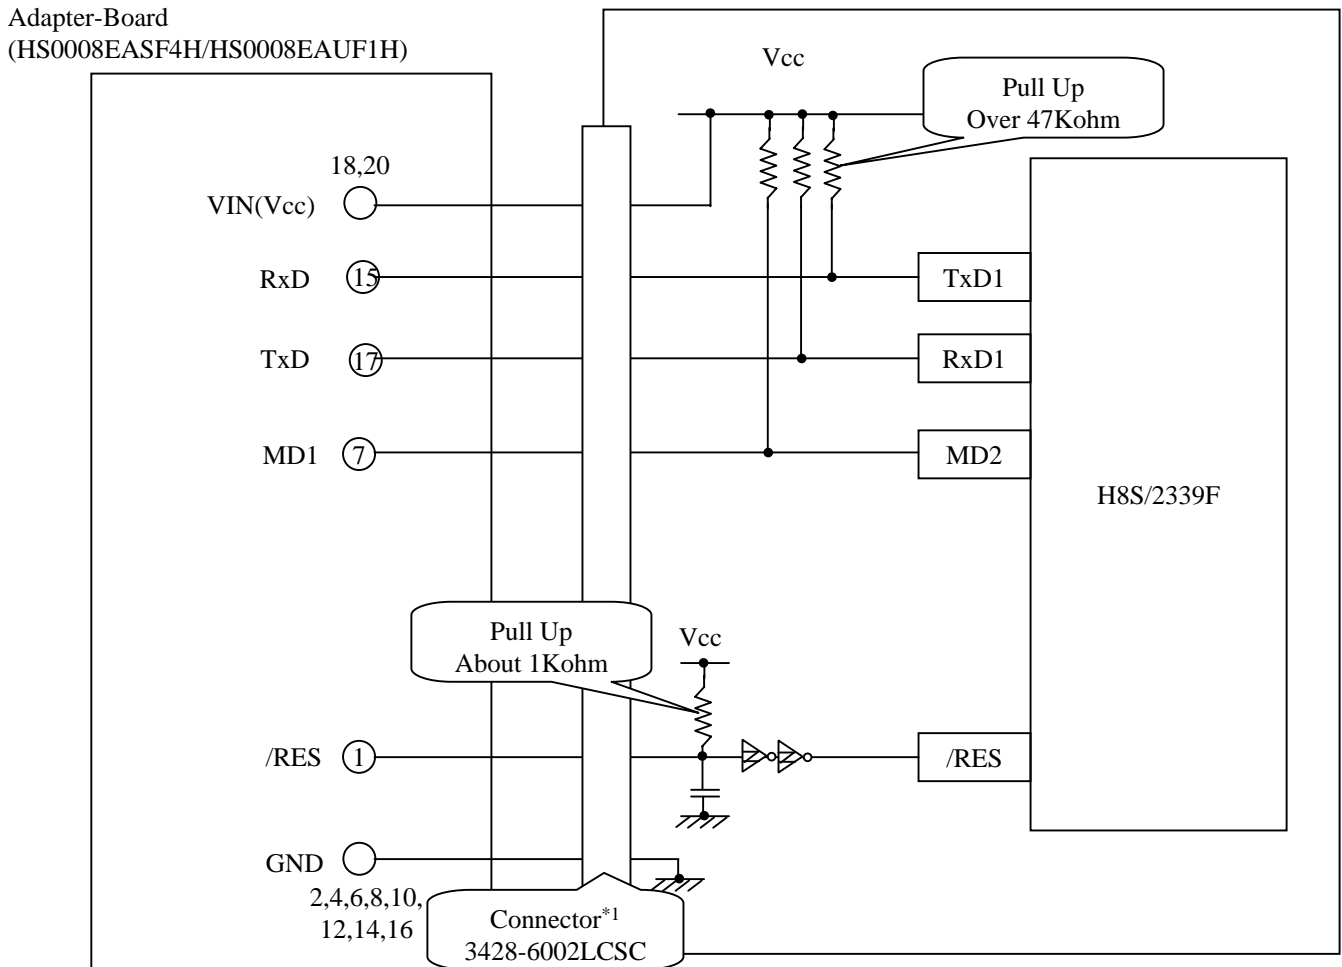 Adapter-Board
(HS0008EASF4H/HS0008EAUF1H)
Vcc
Pull Up
Over 47Kohm
18,20
VIN(Vcc)
RxD 15
TxD1
TxD 17
RxD1
MD1 7
MD2
H8S/2339F
Pull Up
About 1Kohm
Vcc
/RES 1
/RES
GND
2,4,6,8,10,
12,14,16
Connector*1
3428-6002LCSC